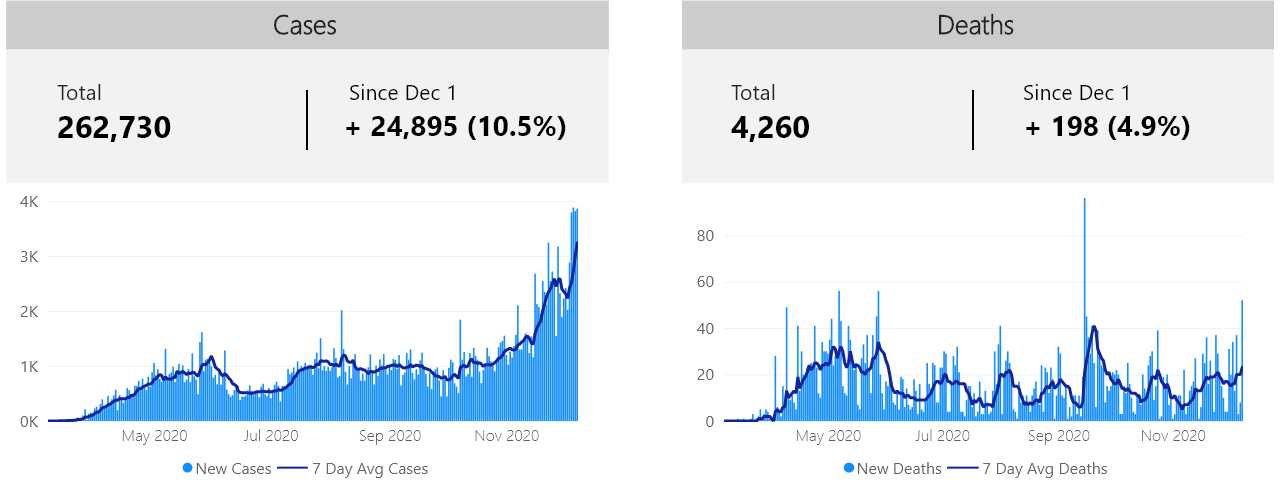 Cases
Total
262,730
Since Dec 1
+ 24,895 (10.5%)
4K
3K
2K
1K
0K
May 2020
Jul 2020
Sep 2020
Nov 2020
New Cases
7 Day Avg Cases
Deaths
Total
4,260
Since Dec 1
+ 198 (4.9%)
80
60
40
20
0
May 2020
Jul 2020
Sep 2020
Nov 2020
New Deaths
7 Day Avg Deaths